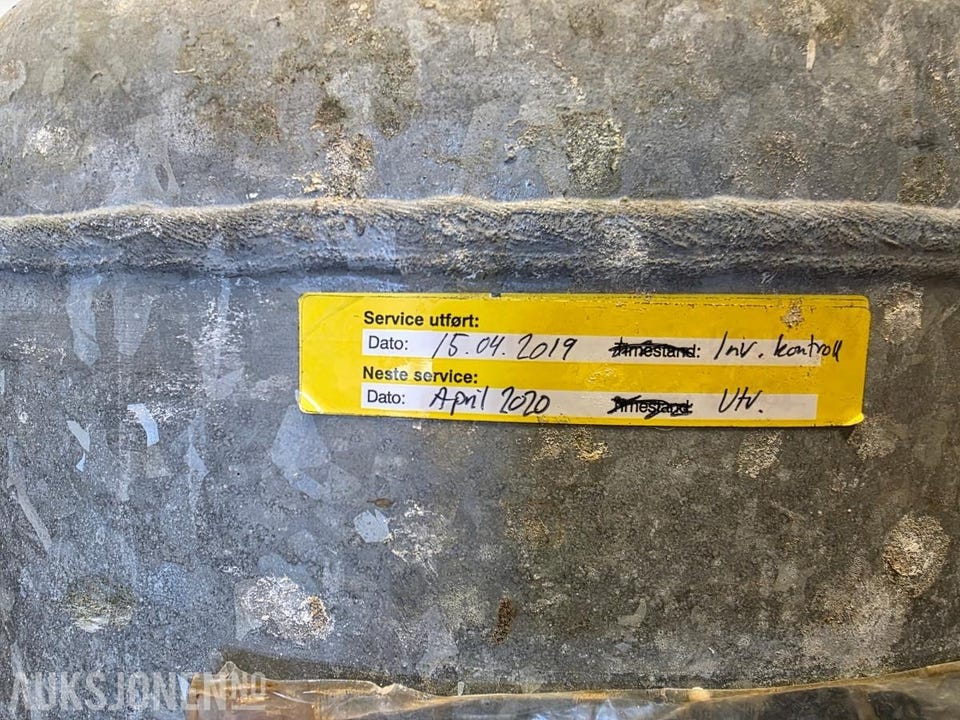 Service utført:
Dato: 15.04.2019 Timestand: Inv. kontroll
Neste service:
Dato: April 2020 Timestand: Utv.
AUKSJONEN.NO